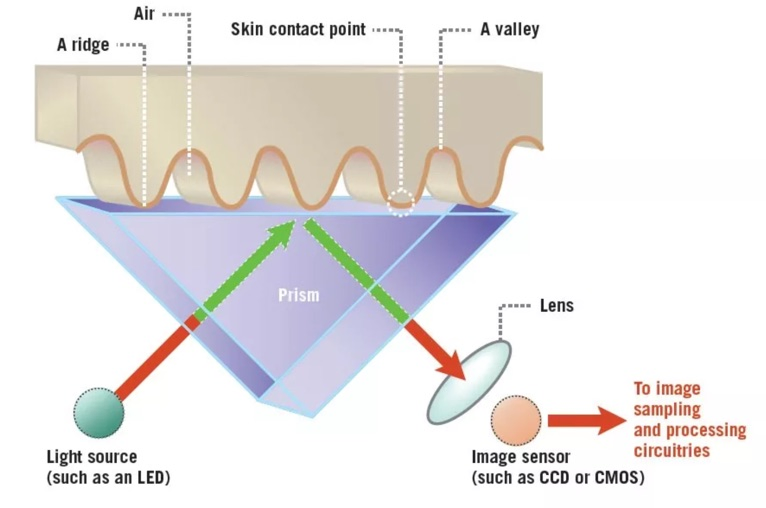 Air
A ridge
Skin contact point
A valley
Prism
Lens
Light source
(such as an LED)
Image sensor
(such as CCD or CMOS)
To image
sampling
and processing
circuitries